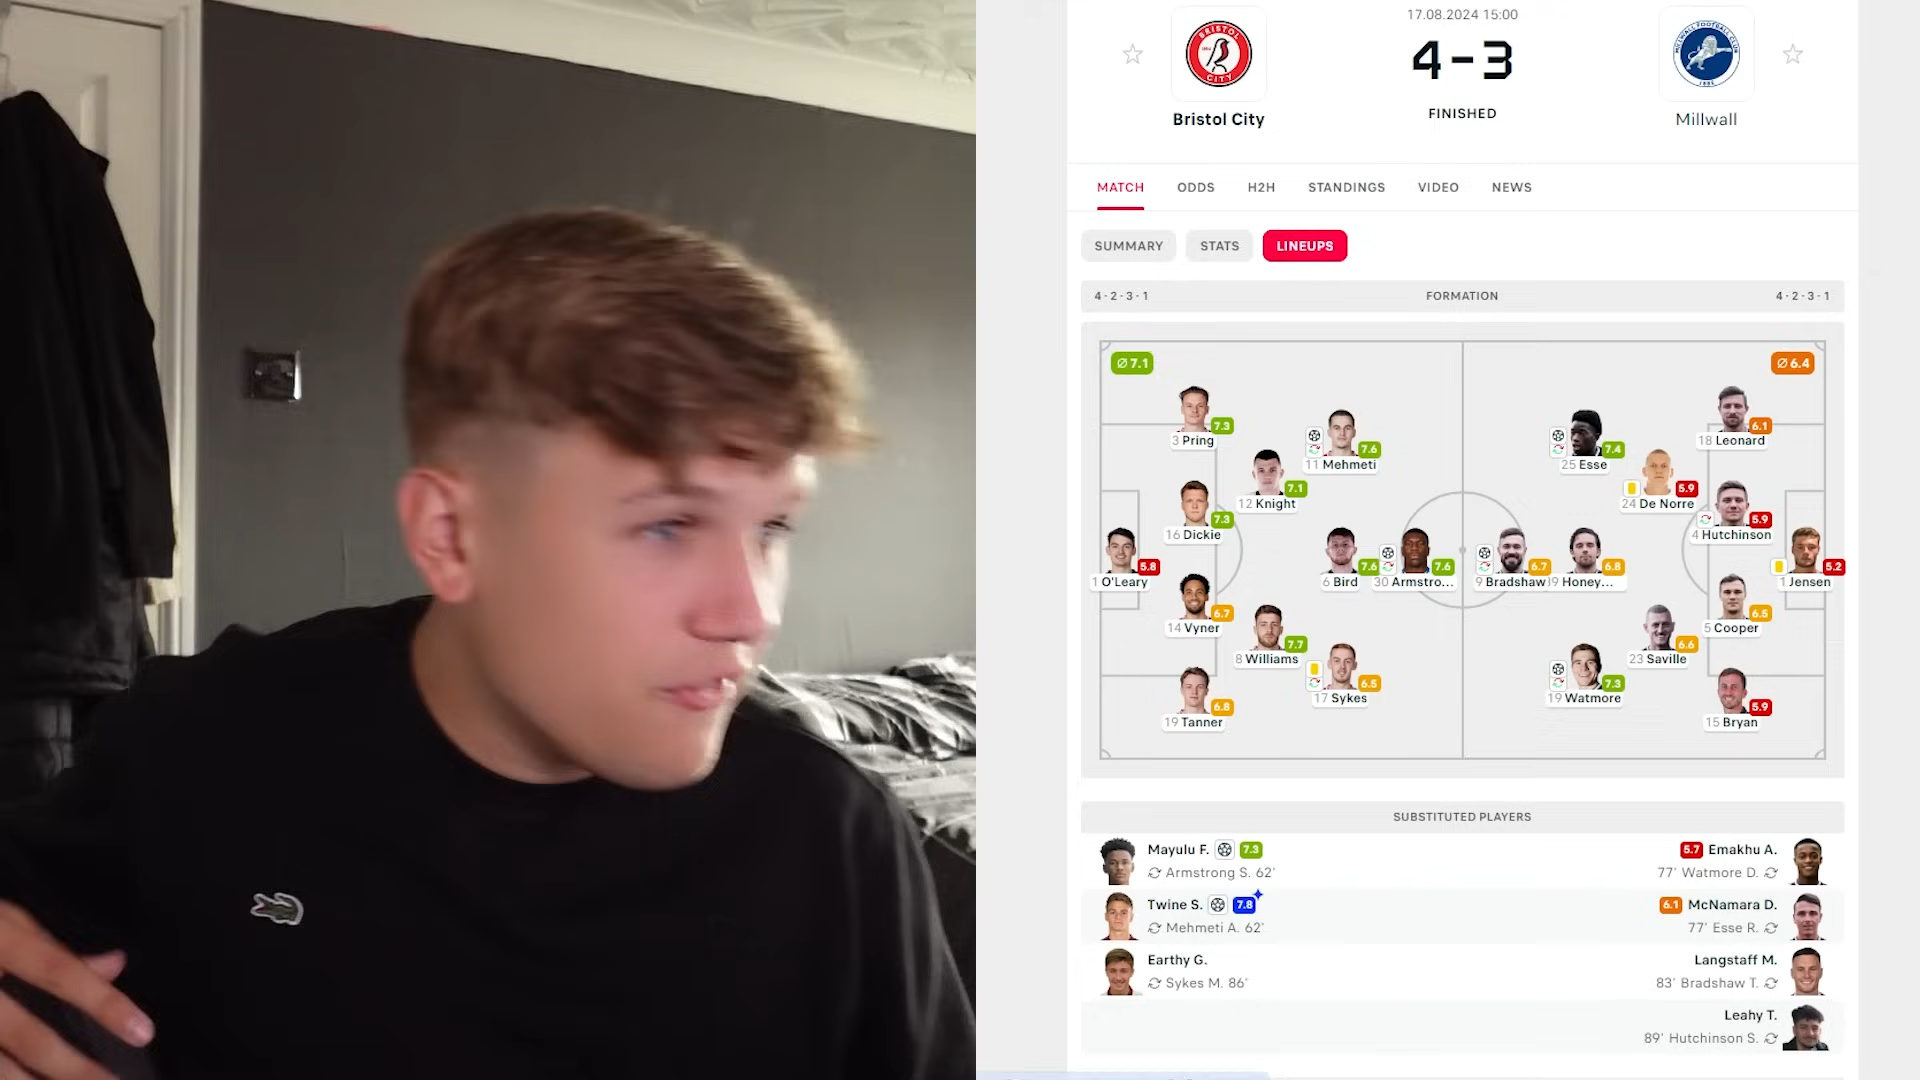 17.08.2024 15:00
4-3
FINISHED
BRISTOL
CITY
Bristol City
MILLWALL FOOTBALL CLUB
Millwall
MATCH ODDS H2H STANDINGS VIDEO NEWS
SUMMARY STATS LINEUPS
4 - 2 - 3 - 1 FORMATION 4 - 2 - 3 - 1
Ø 7.1
Ø 6.4
7.3
3 Pring
7.6
11 Mehmeti
7.1
12 Knight
7.3
16 Dickie
5.8
1 O'Leary
7.6
6 Bird
7.6
30 Armstro...
6.7
14 Vyner
7.7
8 Williams
6.5
17 Sykes
6.8
19 Tanner
6.1
18 Leonard
7.4
25 Esse
5.9
24 De Norre
5.9
4 Hutchinson
6.7
9 Bradshaw
6.8
9 Honey...
5.2
1 Jensen
6.5
5 Cooper
6.6
23 Saville
7.3
19 Watmore
5.9
15 Bryan
SUBSTITUTED PLAYERS
Mayulu F. 7.3
Armstrong S. 62'
5.7 Emakhu A.
77' Watmore D.
Twine S. 7.8
Mehmeti A. 62'
6.1 McNamara D.
77' Esse R.
Earthy G.
Sykes M. 86'
Langstaff M.
83' Bradshaw T.
Leahy T.
89' Hutchinson S.